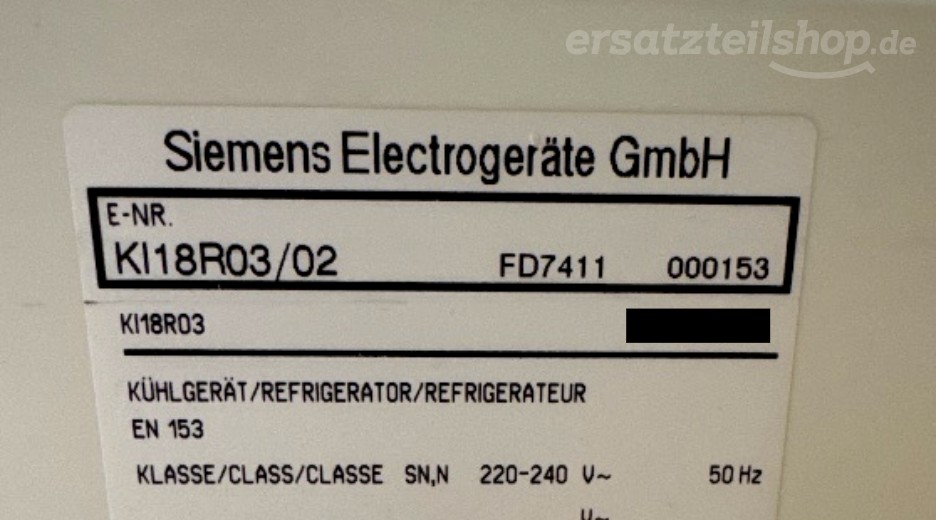 ersatzteilshop.de
Siemens Electrogeräte GmbH
E-NR.
KI18R03/02 FD7411 000153
KI18R03
KÜHLGERÄT/REFRIGERATOR/REFRIGERATEUR
EN 153
KLASSE/CLASS/CLASSE SN,N 220-240 V~ 50 Hz
V~